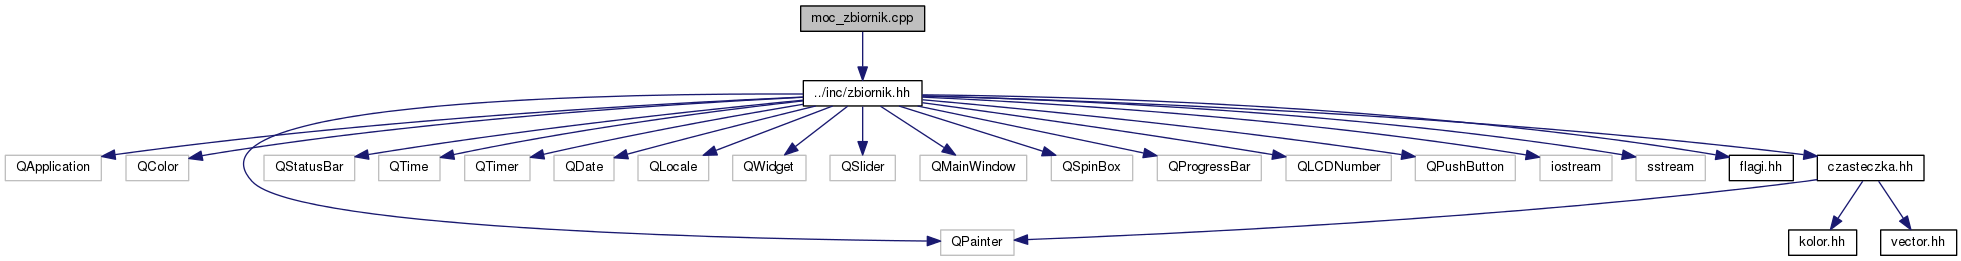 moc_zbiornik.cpp
../inc/zbiornik.hh
QApplication
QColor
QStatusBar
QTime
QTimer
QDate
QLocale
QWidget
QSlider
QMainWindow
QSpinBox
QProgressBar
QLCDNumber
QPushButton
iostream
sstream
flagi.hh
czasteczka.hh
QPainter
kolor.hh
vector.hh